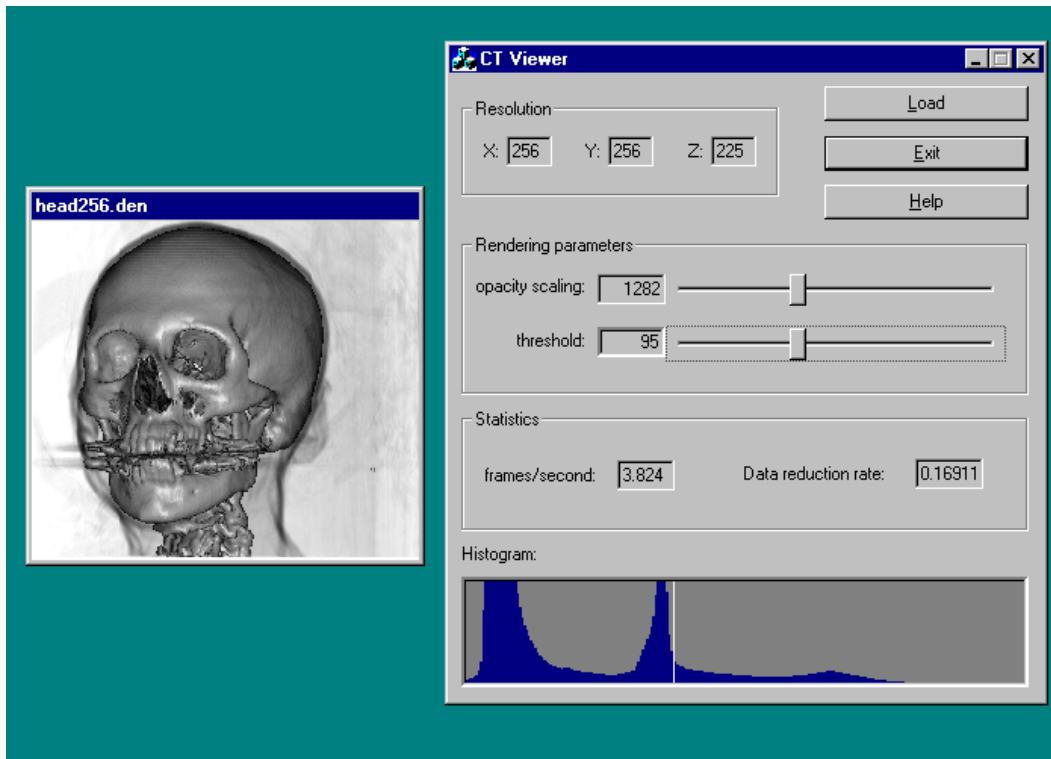 head256.den
CT Viewer
Resolution
X: 256 Y: 256 Z: 225
Load
Exit
Help
Rendering parameters
opacity scaling: 1282
threshold: 95
Statistics
frames/second: 3.824 Data reduction rate: 0.16911
Histogram: